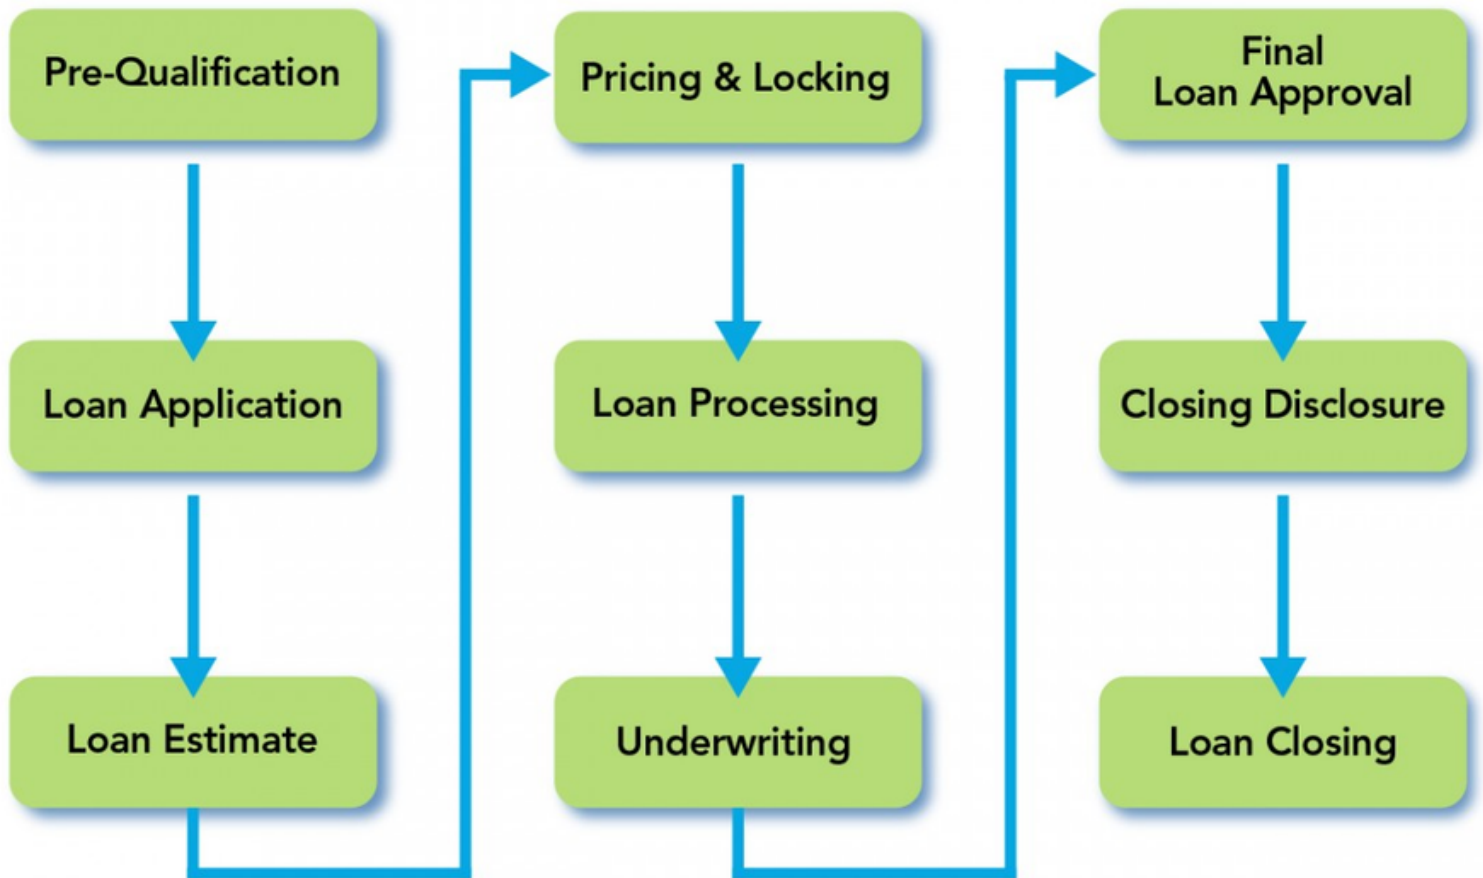 Pre-Qualification
Loan Application
Loan Estimate
Pricing & Locking
Loan Processing
Underwriting
Final
Loan Approval
Closing Disclosure
Loan Closing